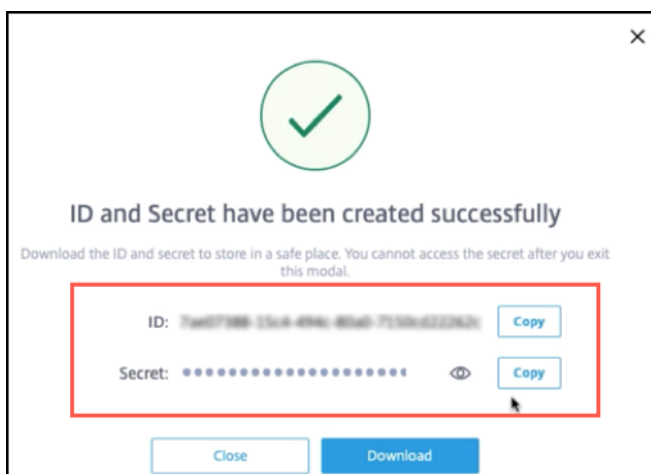 ID and Secret have been created successfully
Download the ID and secret to store in a safe place. You cannot access the secret after you exit
this modal.
ID: Copy
Secret: Copy
Close Download